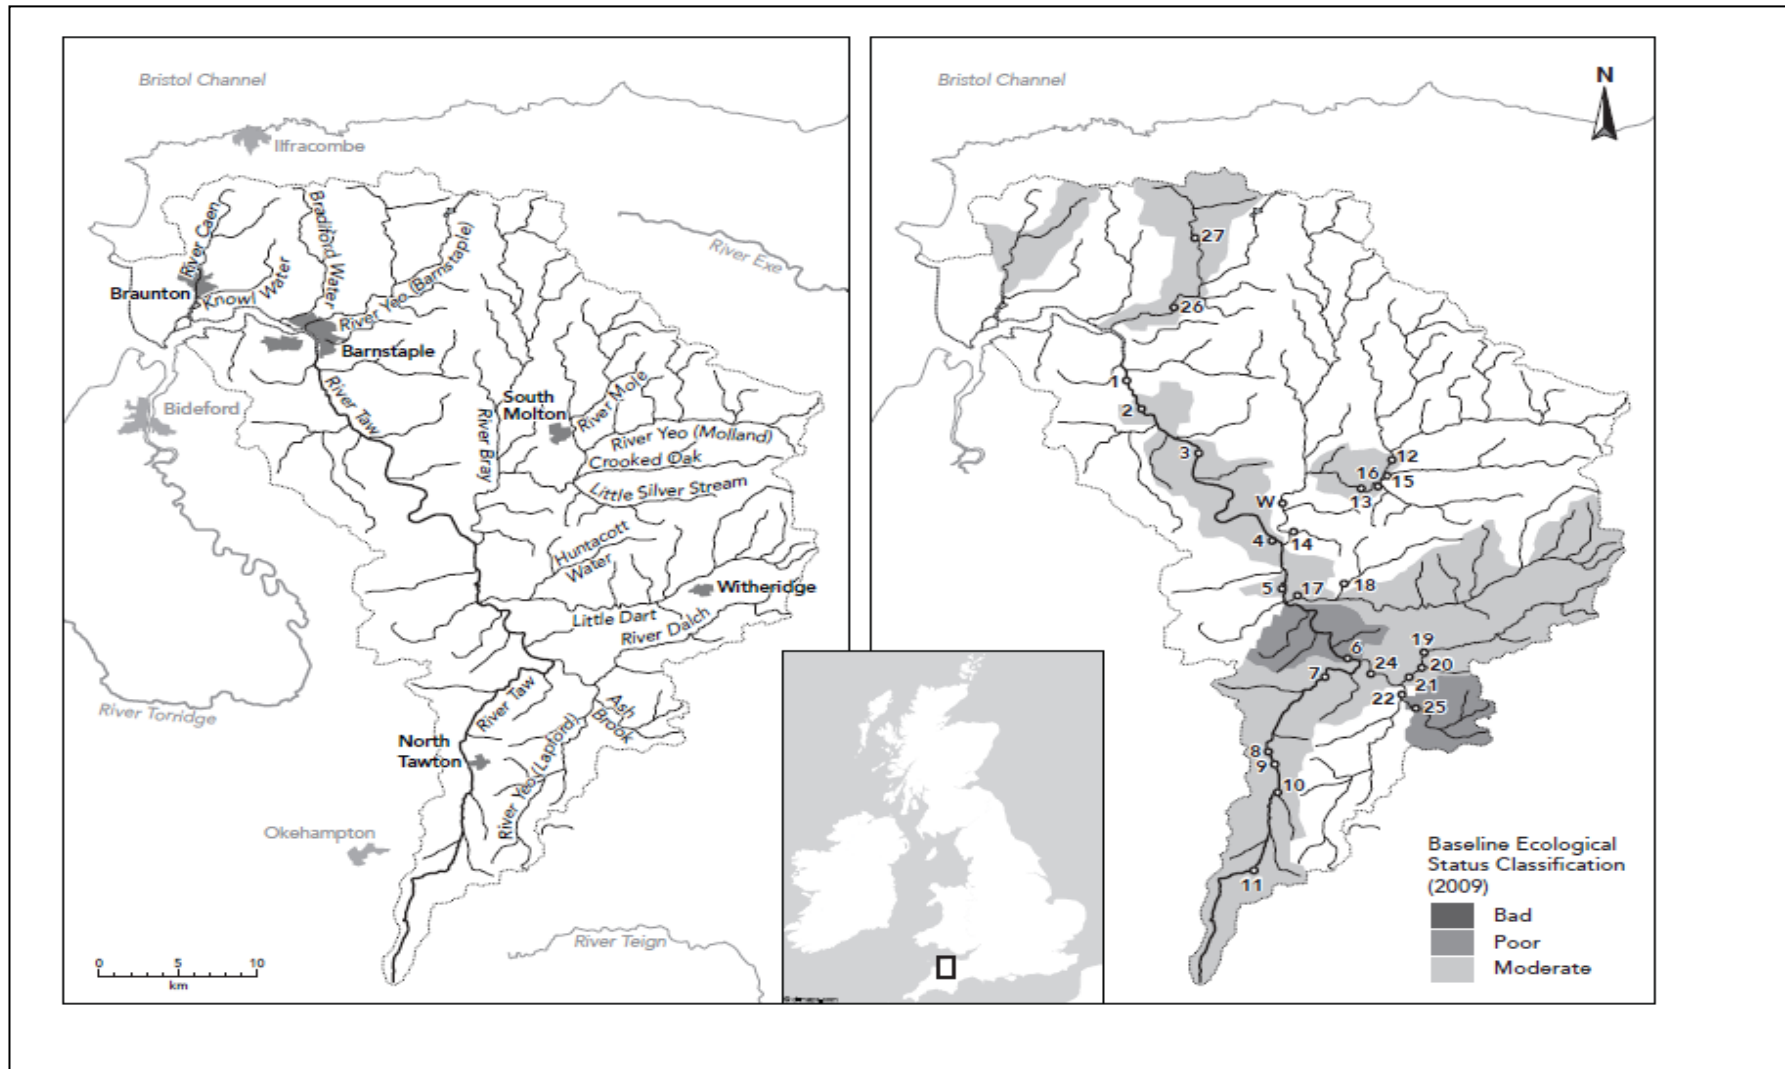 Bristol Channel
Ilfracombe
River Caen
Bradiford Water
River Yeo (Barnstaple)
River Exe
Braunton
Knowl Water
Barnstaple
River Taw
Bideford
South
Molton
River Mole
River Bray
River Yeo (Molland)
Crooked Oak
Little Silver Stream
Huntacott
Water
Witheridge
Little Dart
River Dalch
River Torridge
River Taw
Ash
Brook
North
Tawton
River Yeo (Lapford)
Okehampton
River Teign
0 5 10
km
Bristol Channel
N
27
26
1
2
3
12
16
15
13
W
4
14
5
17
18
6
19
7
24
20
21
22
25
8
9
10
11
Baseline Ecological
Status Classification
(2009)
Bad
Poor
Moderate